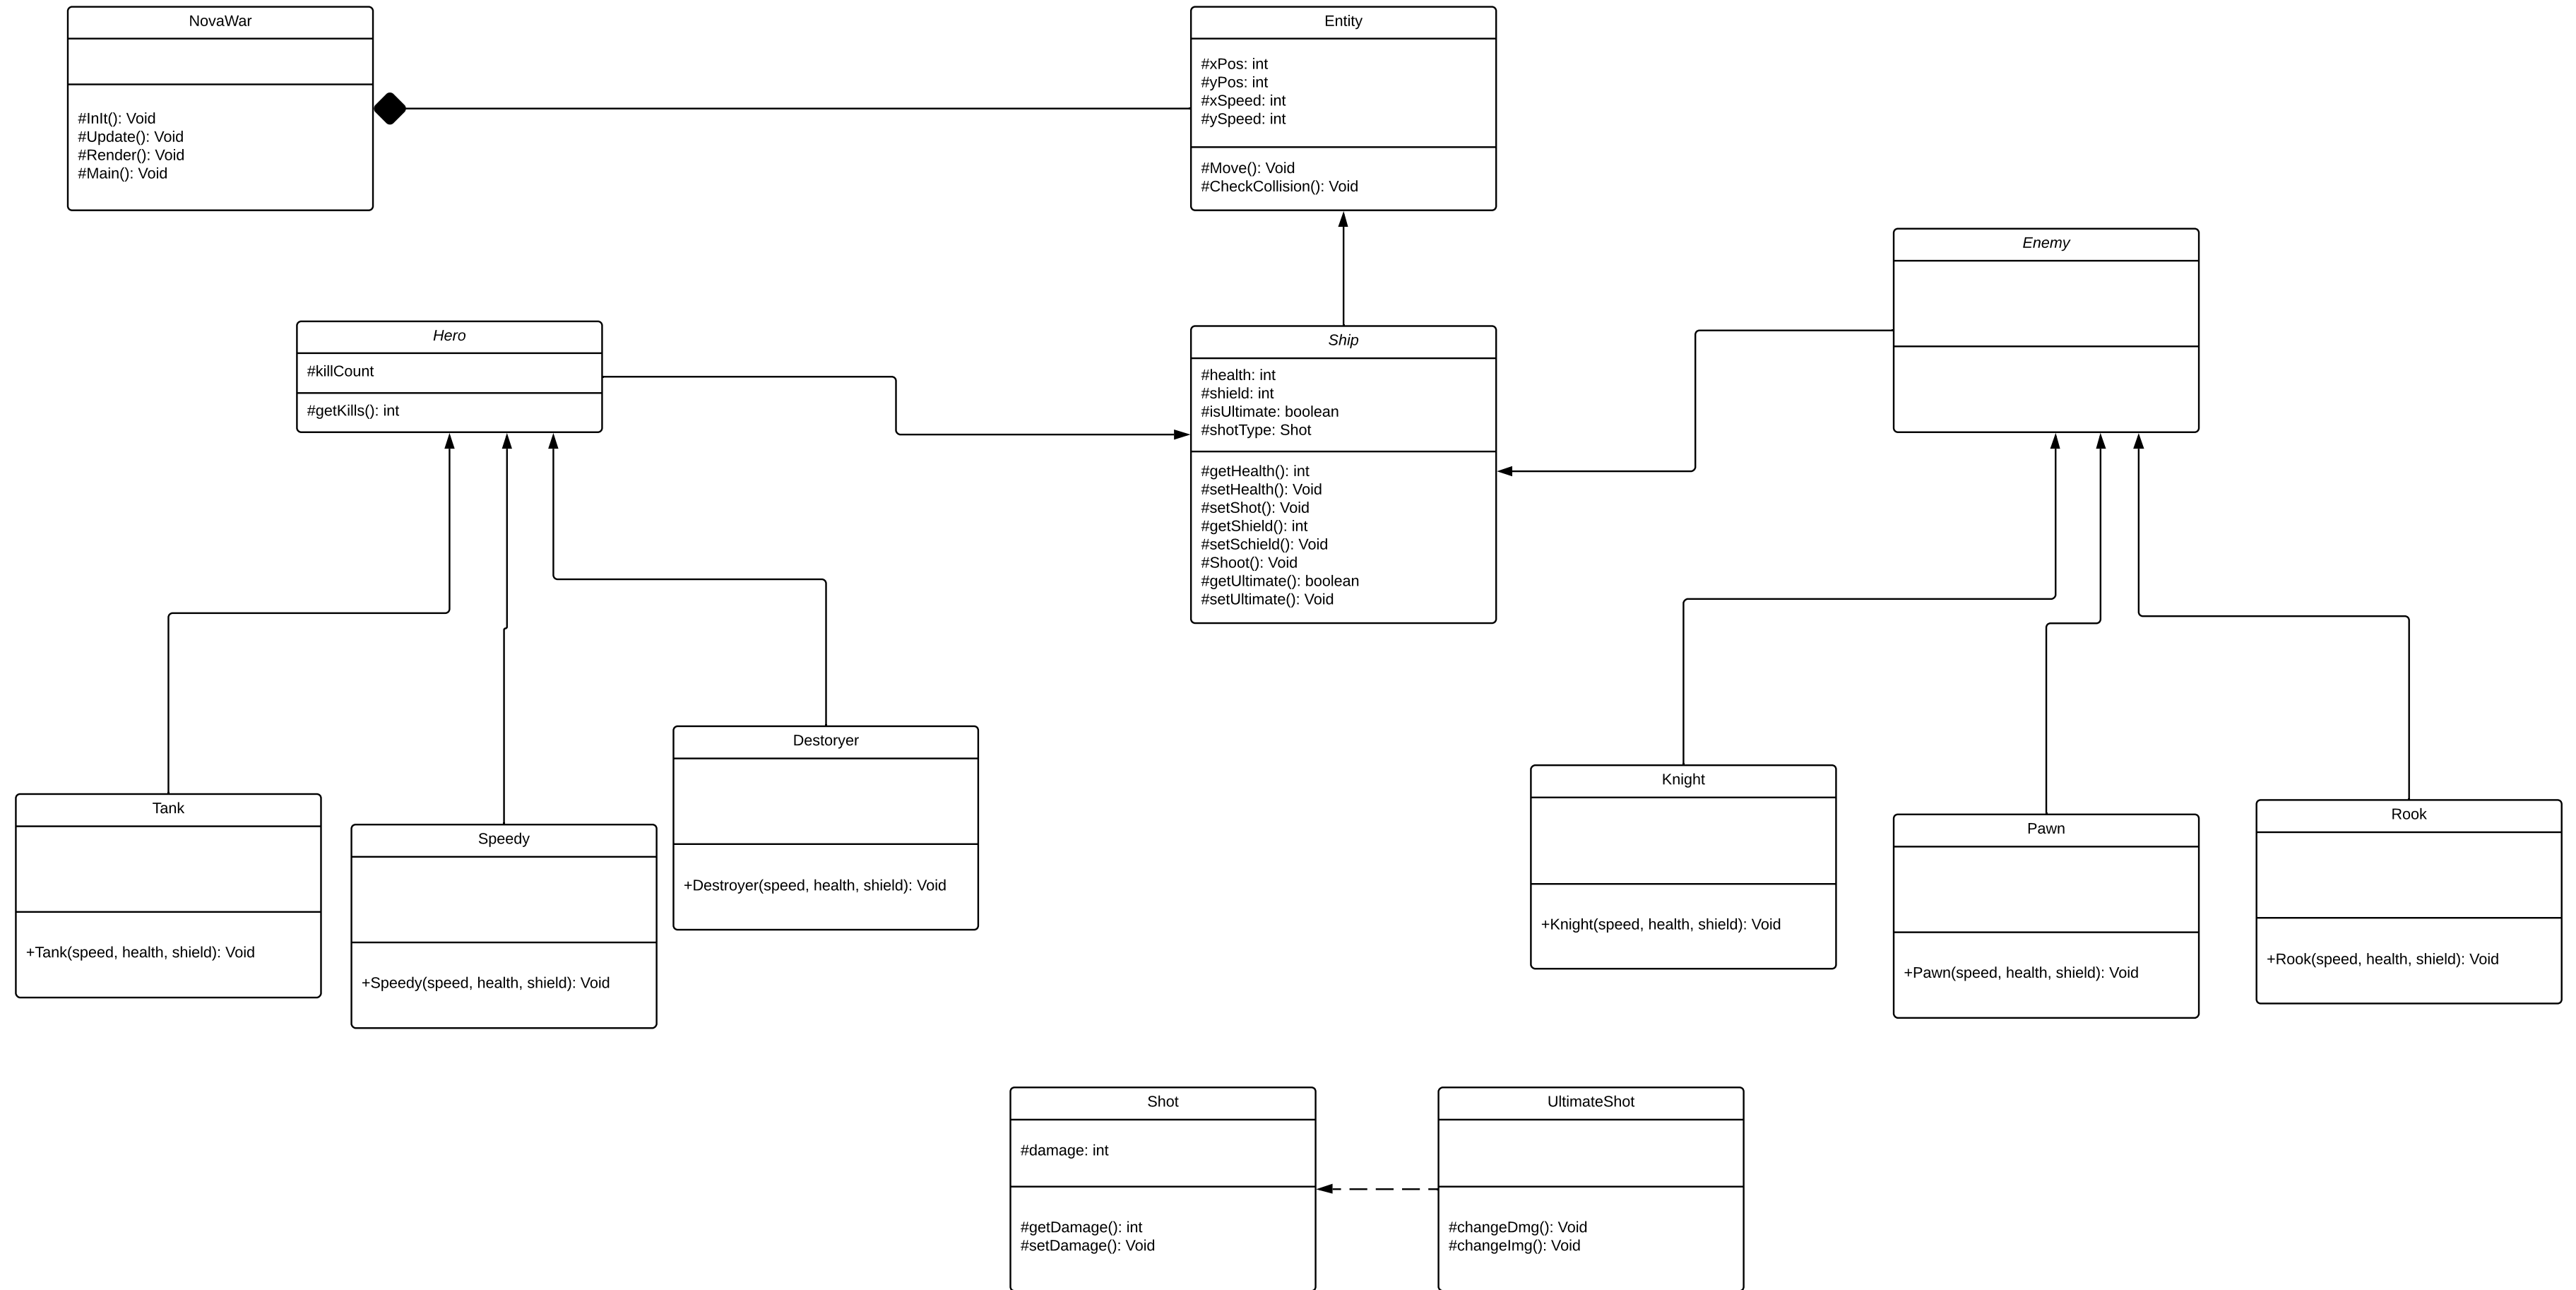 NovaWar
#InIt(): Void
#Update(): Void
#Render(): Void
#Main(): Void
Entity
#xPos: int
#yPos: int
#xSpeed: int
#ySpeed: int
#Move(): Void
#CheckCollision(): Void
Enemy
Hero
#killCount
#getKills(): int
Ship
#health: int
#shield: int
#isUltimate: boolean
#shotType: Shot
#getHealth(): int
#setHealth(): Void
#setShot(): Void
#getShield(): int
#setSchield(): Void
#Shoot(): Void
#getUltimate(): boolean
#setUltimate(): Void
Tank
+Tank(speed, health, shield): Void
Speedy
+Speedy(speed, health, shield): Void
Destoryer
+Destroyer(speed, health, shield): Void
Knight
+Knight(speed, health, shield): Void
Pawn
+Pawn(speed, health, shield): Void
Rook
+Rook(speed, health, shield): Void
Shot
#damage: int
#getDamage(): int
#setDamage(): Void
UltimateShot
#changeDmg(): Void
#changeImg(): Void